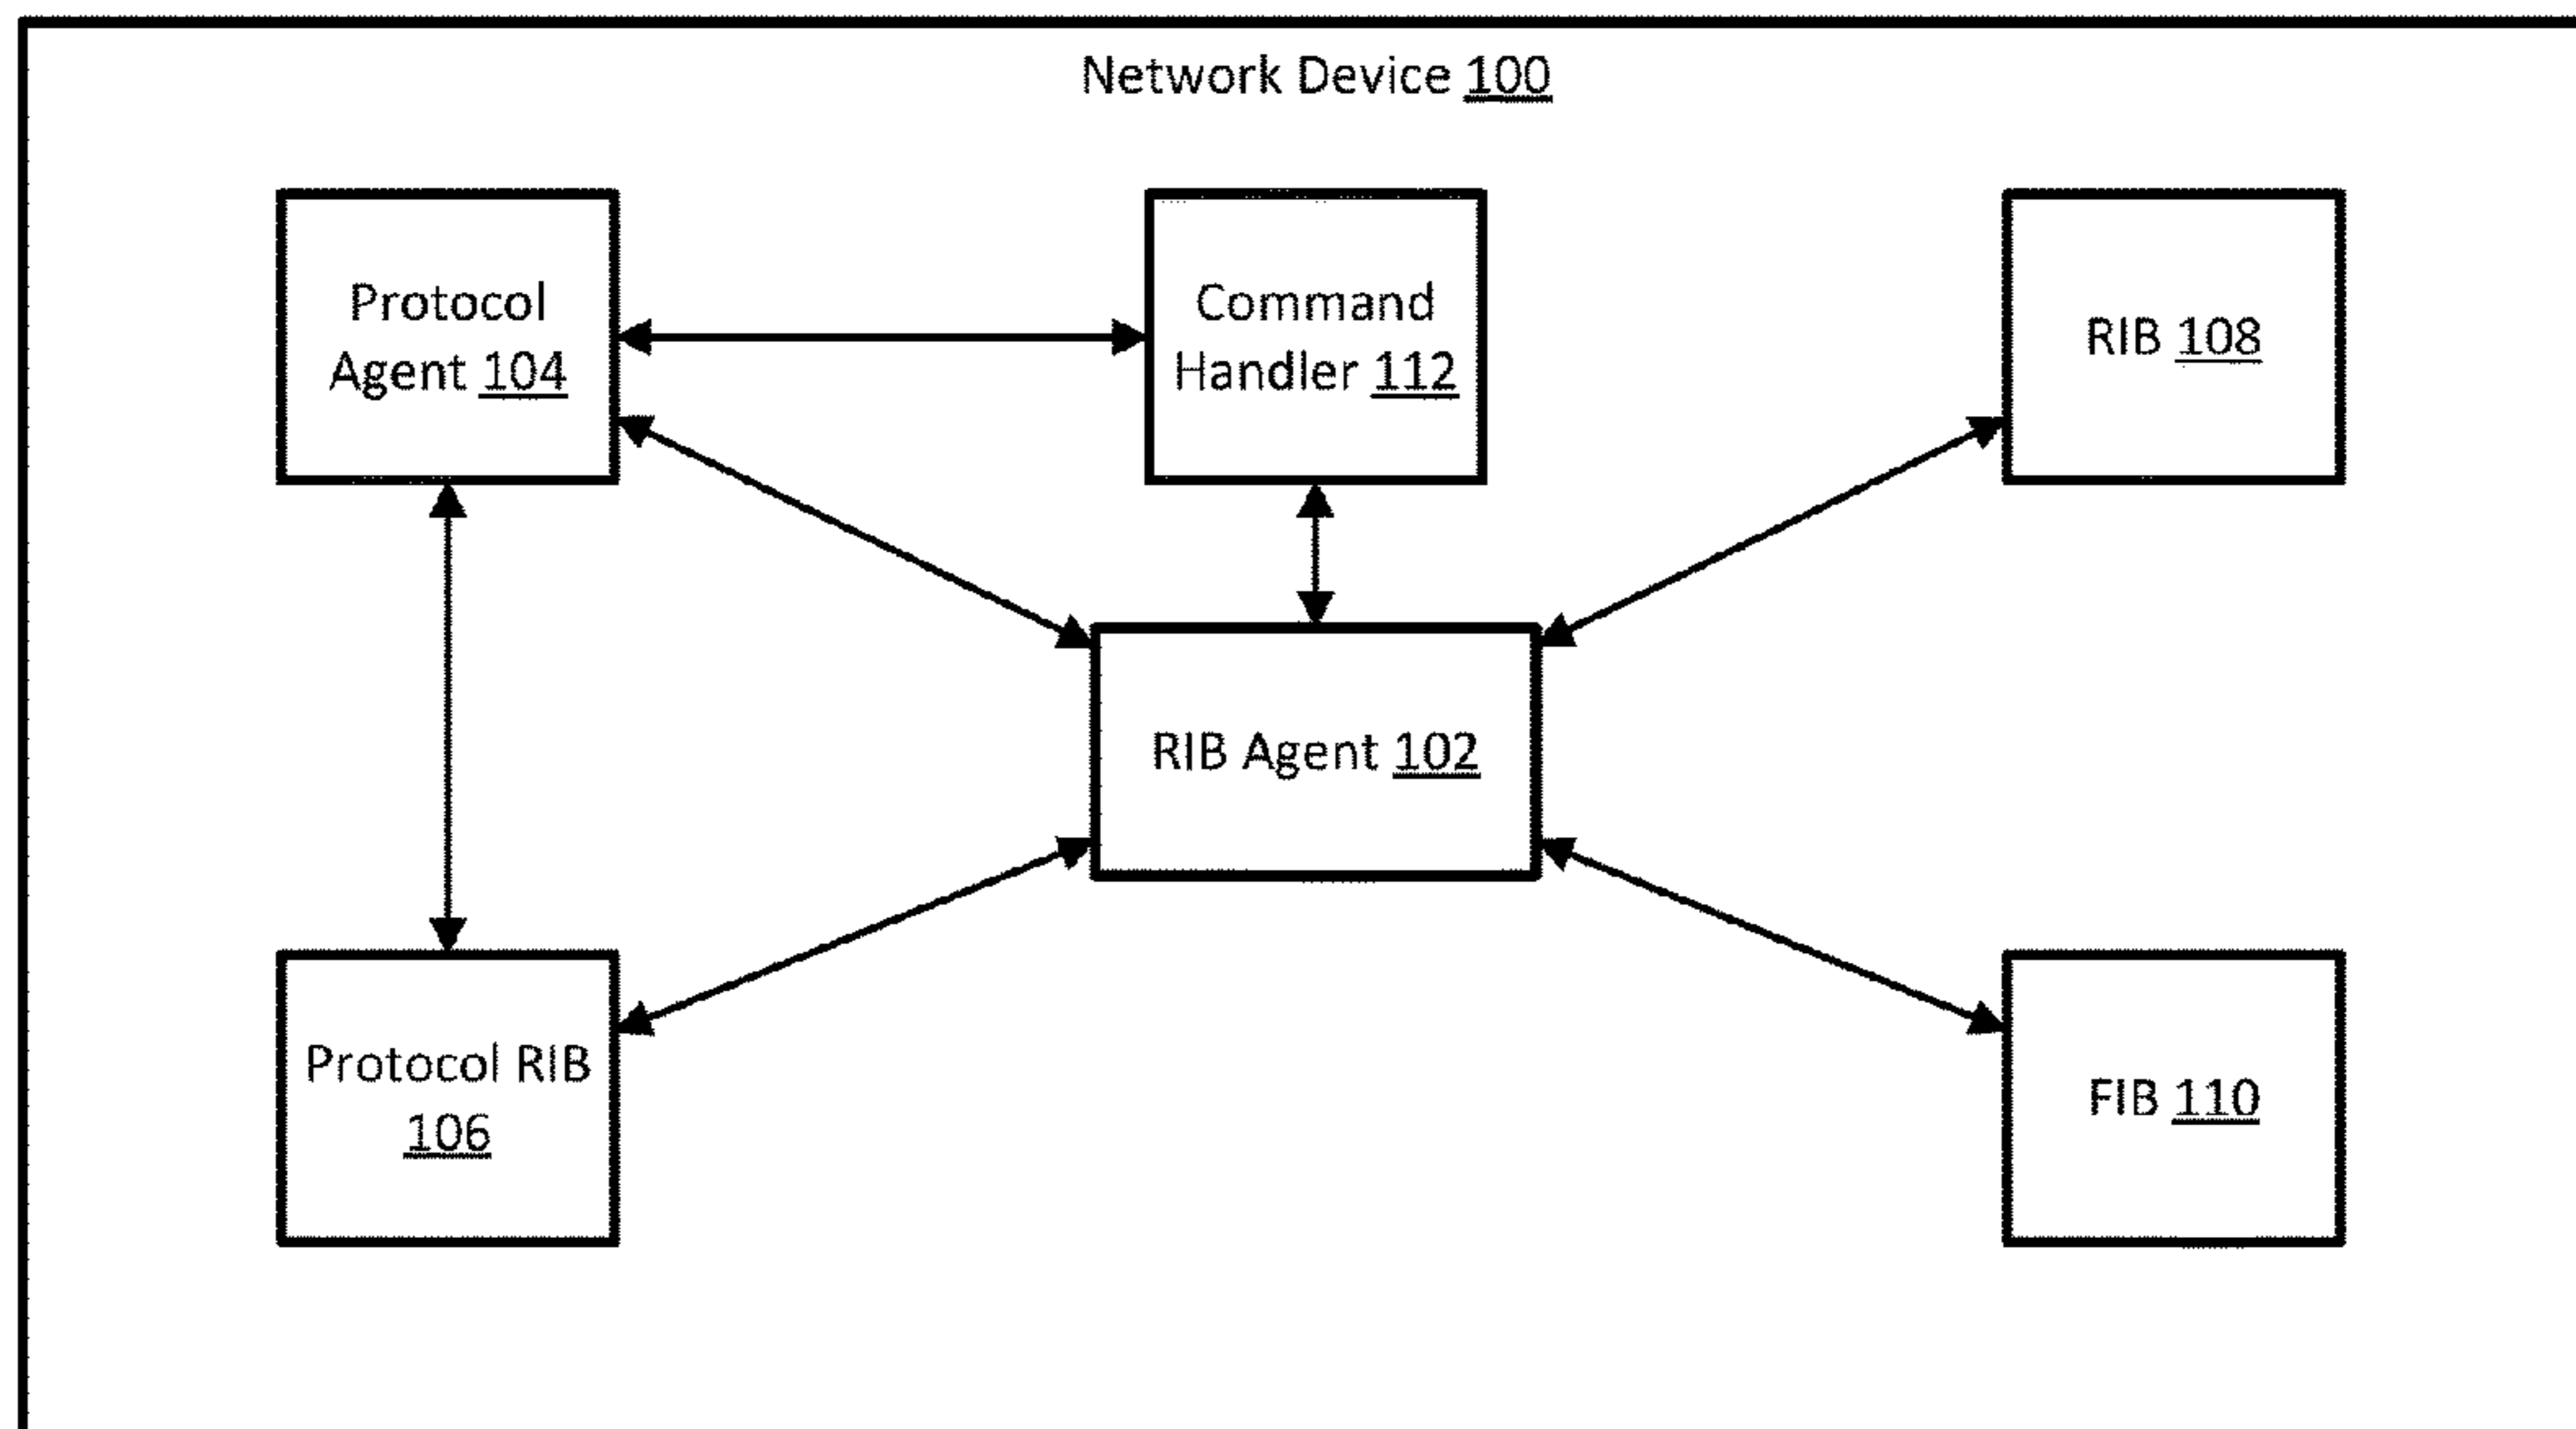 Network Device 100
Protocol
Agent 104
Command
Handler 112
RIB 108
RIB Agent 102
Protocol RIB
106
FIB 110